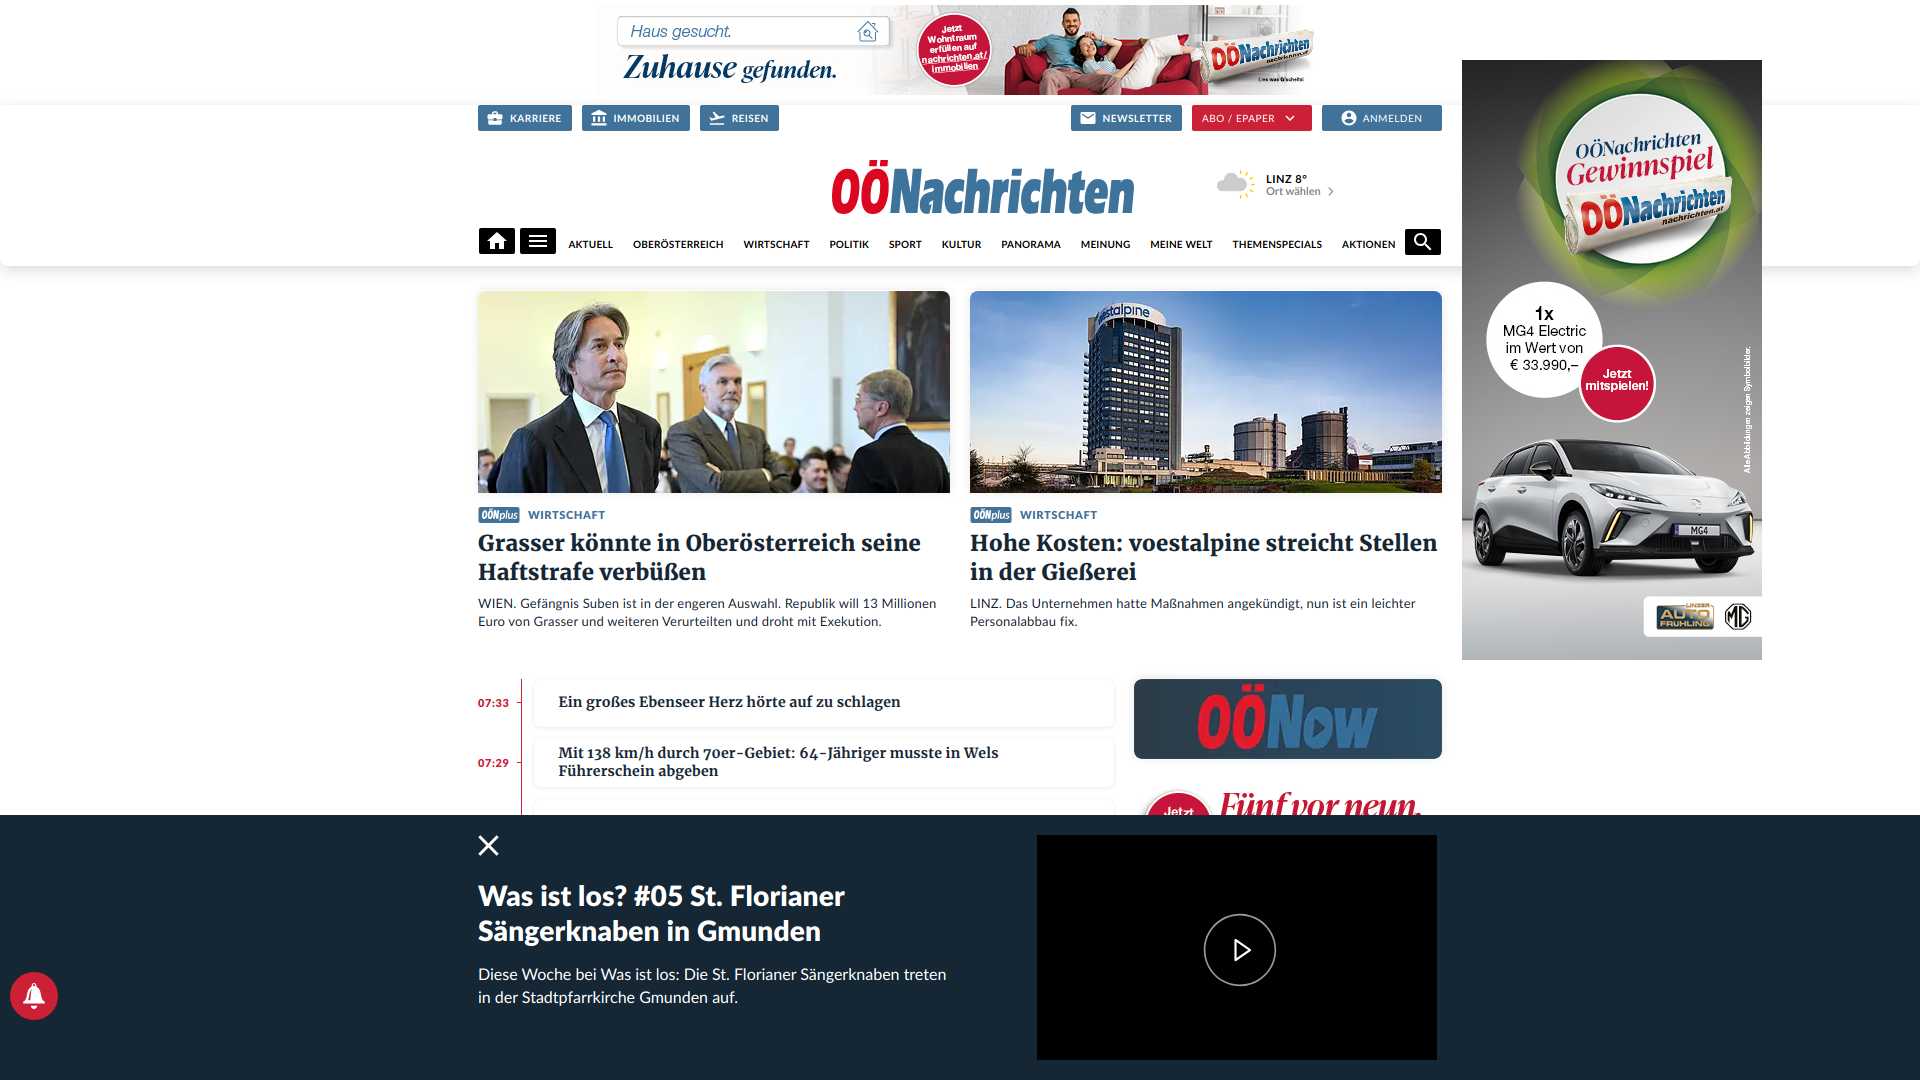 Haus gesucht.
Zuhause gefunden.
Jetzt
Wohntraum
erfüllen auf
nachrichten.at/
immobilien
OÖNachrichten
nachrichten.at
Lies was G'scheits!
KARRIERE
IMMOBILIEN
REISEN
NEWSLETTER
ABO / EPAPER
ANMELDEN
OÖNachrichten
LINZ 8°
Ort wählen
AKTUELL
OBERÖSTERREICH
WIRTSCHAFT
POLITIK
SPORT
KULTUR
PANORAMA
MEINUNG
MEINE WELT
THEMENSPECIALS
AKTIONEN
OÖNachrichten
Gewinnspiel
OÖNachrichten
nachrichten.at
1x
MG4 Electric
im Wert von
€ 33.990,–
Jetzt
mitspielen!
Alle Abbildungen zeigen Symbolbilder.
MG4
LINZER
AUTO
FRÜHLING
MG
voestalpine
OÖNplus WIRTSCHAFT
Grasser könnte in Oberösterreich seine
Haftstrafe verbüßen
WIEN. Gefängnis Suben ist in der engeren Auswahl. Republik will 13 Millionen
Euro von Grasser und weiteren Verurteilten und droht mit Exekution.
OÖNplus WIRTSCHAFT
Hohe Kosten: voestalpine streicht Stellen
in der Gießerei
LINZ. Das Unternehmen hatte Maßnahmen angekündigt, nun ist ein leichter
Personalabbau fix.
07:33
Ein großes Ebenseer Herz hörte auf zu schlagen
07:29
Mit 138 km/h durch 70er-Gebiet: 64-Jähriger musste in Wels
Führerschein abgeben
OÖNow
Jetzt
Fünf vor neun.
Was ist los? #05 St. Florianer
Sängerknaben in Gmunden
Diese Woche bei Was ist los: Die St. Florianer Sängerknaben treten
in der Stadtpfarrkirche Gmunden auf.